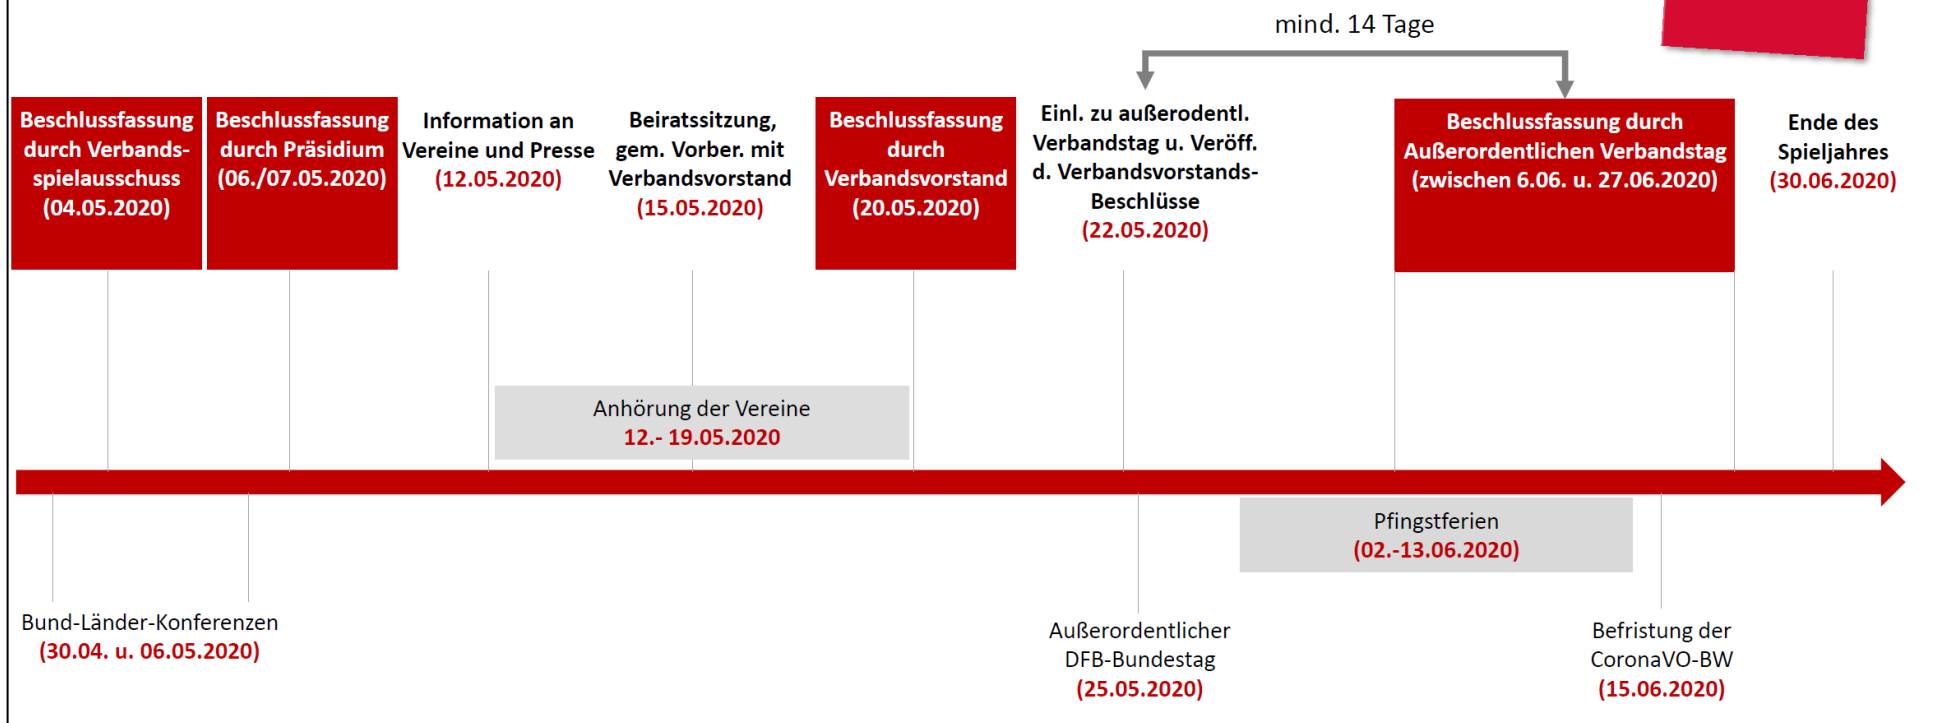 mind. 14 Tage
Beschlussfassung
durch Verbands-
spielausschuss
(04.05.2020)
Beschlussfassung
durch Präsidium
(06./07.05.2020)
Information an
Vereine und Presse
(12.05.2020)
Beiratssitzung,
gem. Vorber. mit
Verbandsvorstand
(15.05.2020)
Beschlussfassung
durch
Verbandsvorstand
(20.05.2020)
Einl. zu außerodentl.
Verbandstag u. Veröff.
d. Verbandsvorstands-
Beschlüsse
(22.05.2020)
Beschlussfassung durch
Außerordentlichen Verbandstag
(zwischen 6.06. u. 27.06.2020)
Ende des
Spieljahres
(30.06.2020)
Anhörung der Vereine
12.- 19.05.2020
Pfingstferien
(02.-13.06.2020)
Bund-Länder-Konferenzen
(30.04. u. 06.05.2020)
Außerordentlicher
DFB-Bundestag
(25.05.2020)
Befristung der
CoronaVO-BW
(15.06.2020)